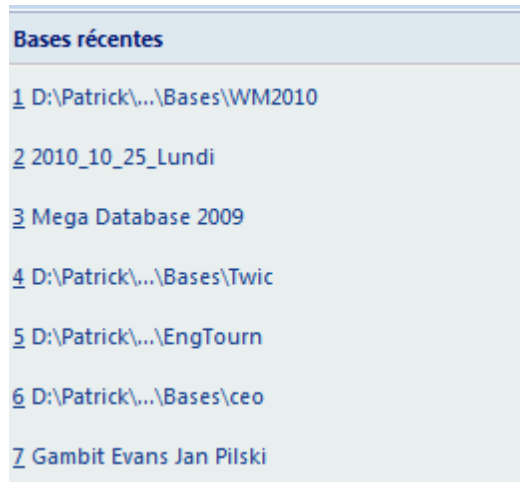 Bases récentes
1 D:\Patrick\...\Bases\WM2010
2 2010_10_25_Lundi
3 Mega Database 2009
4 D:\Patrick\...\Bases\Twic
5 D:\Patrick\...\EngTourn
6 D:\Patrick\...\Bases\ceo
7 Gambit Evans Jan Pilski